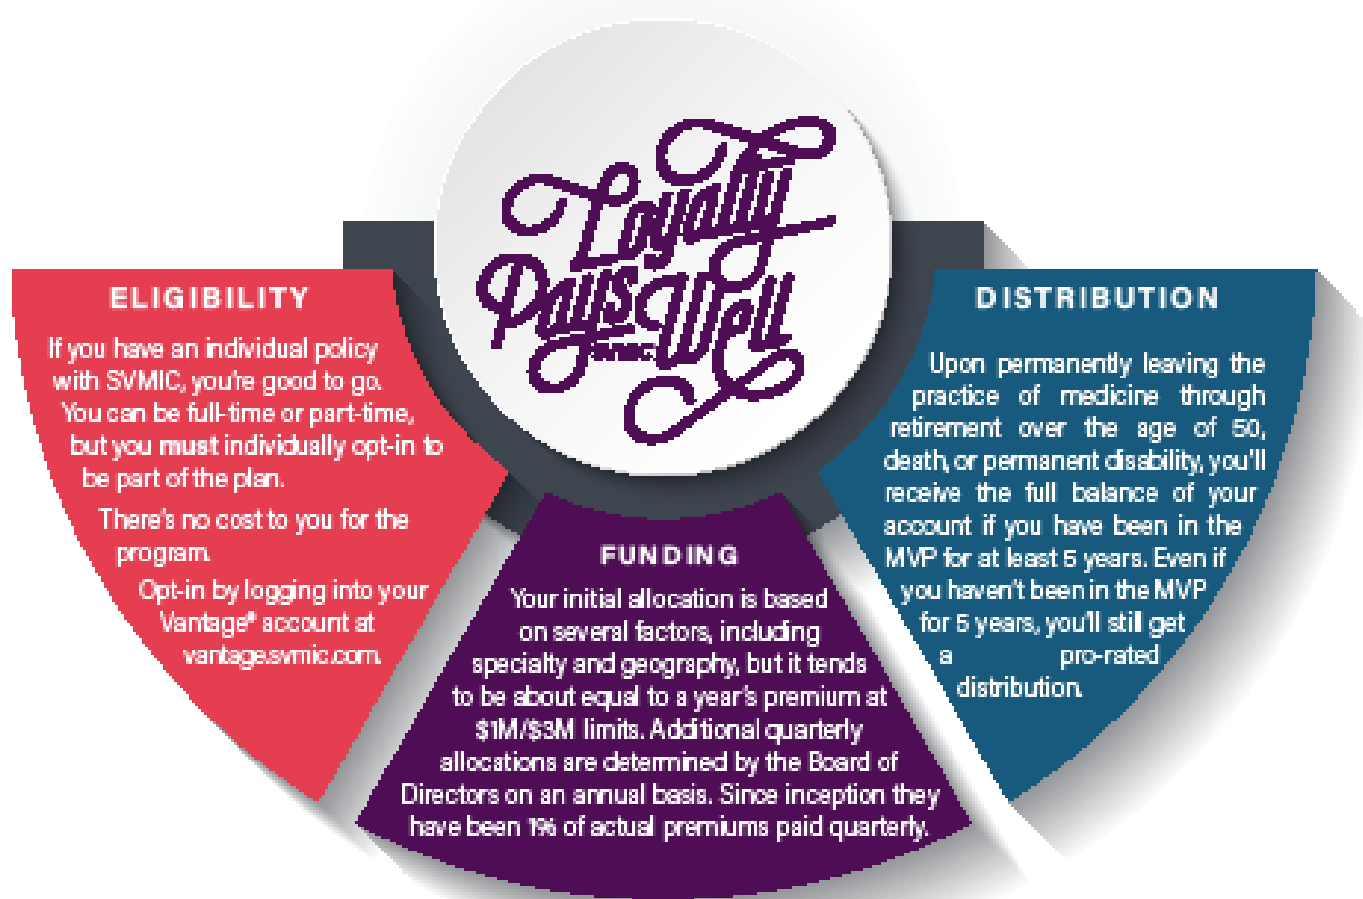 Loyalty
Pays Well
SVMIC
ELIGIBILITY
If you have an individual policy
with SVMIC, you're good to go.
You can be full-time or part-time,
but you must individually opt-in to
be part of the plan.
There's no cost to you for the
program.
Opt-in by logging into your
Vantage® account at
vantage.svmic.com.
FUNDING
Your initial allocation is based
on several factors, including
specialty and geography, but it tends
to be about equal to a year's premium at
$1M/$3M limits. Additional quarterly
allocations are determined by the Board of
Directors on an annual basis. Since inception they
have been 1% of actual premiums paid quarterly.
DISTRIBUTION
Upon permanently leaving the
practice of medicine through
retirement over the age of 50,
death, or permanent disability, you'll
receive the full balance of your
account if you have been in the
MVP for at least 5 years. Even if
you haven't been in the MVP
for 5 years, you'll still get
a pro-rated
distribution.